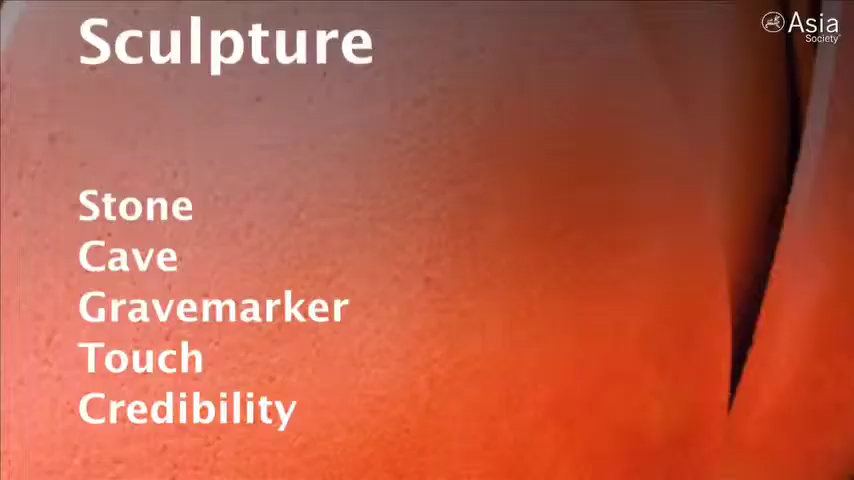 Sculpture
Asia
Society
Stone
Cave
Gravemarker
Touch
Credibility